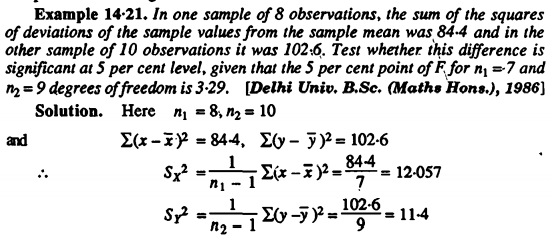 Example 14·21. In one sample of 8 observations, the sum of the squares
of deviations of the sample values from the sample mean was 84·4 and in the
other sample of 10 observations it was 102·6. Test whether this difference is
significant at 5 per cent level, given that the 5 per cent point of F for n₁ = 7 and
n₂ = 9 degrees of freedom is 3·29. [Delhi Univ. B.Sc. (Maths Hons.), 1986]
Solution. Here n₁ = 8, n₂ = 10
and Σ(x – x̄)² = 84·4, Σ(y – ȳ)² = 102·6
∴ S_X² = 1/(n₁ – 1) Σ(x – x̄)² = 84·4/7 = 12·057
S_Y² = 1/(n₂ – 1) Σ(y – ȳ)² = 102·6/9 = 11·4